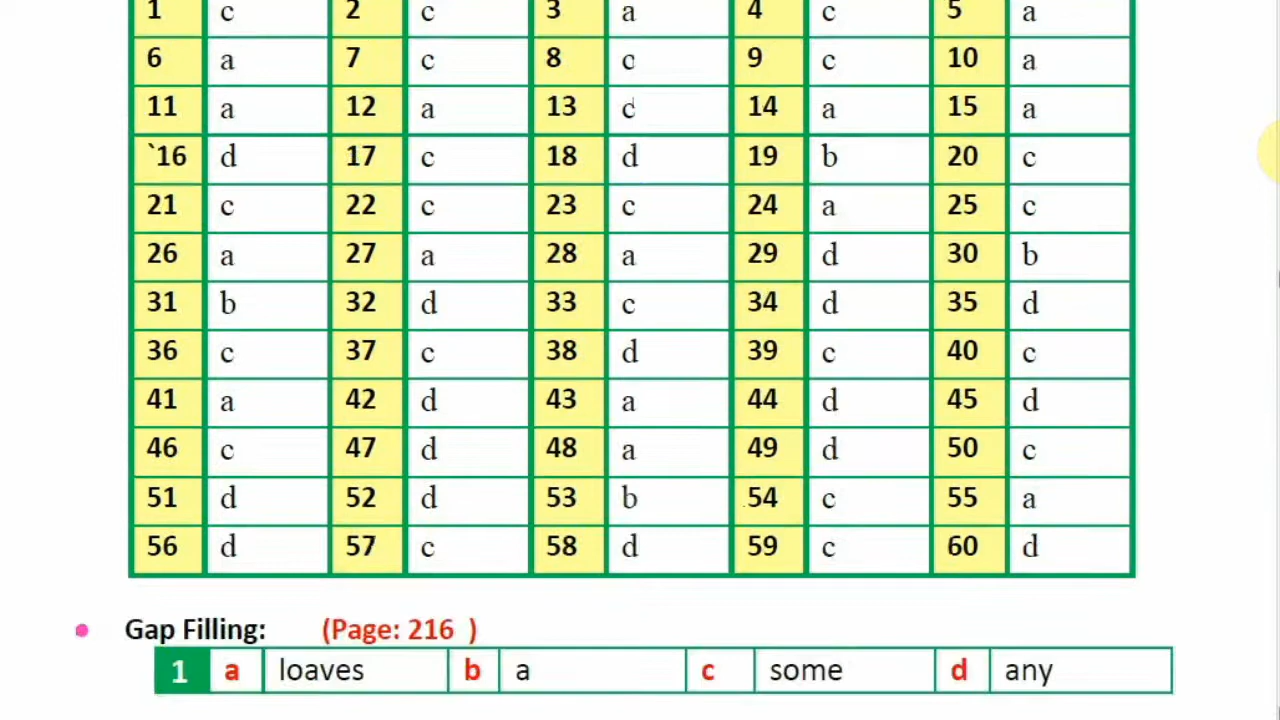 1 c 2 c 3 a 4 c 5 a
6 a 7 c 8 c 9 c 10 a
11 a 12 a 13 d 14 a 15 a
`16 d 17 c 18 d 19 b 20 c
21 c 22 c 23 c 24 a 25 c
26 a 27 a 28 a 29 d 30 b
31 b 32 d 33 c 34 d 35 d
36 c 37 c 38 d 39 c 40 c
41 a 42 d 43 a 44 d 45 d
46 c 47 d 48 a 49 d 50 c
51 d 52 d 53 b 54 c 55 a
56 d 57 c 58 d 59 c 60 d
Gap Filling: (Page: 216 )
1 a loaves b a c some d any